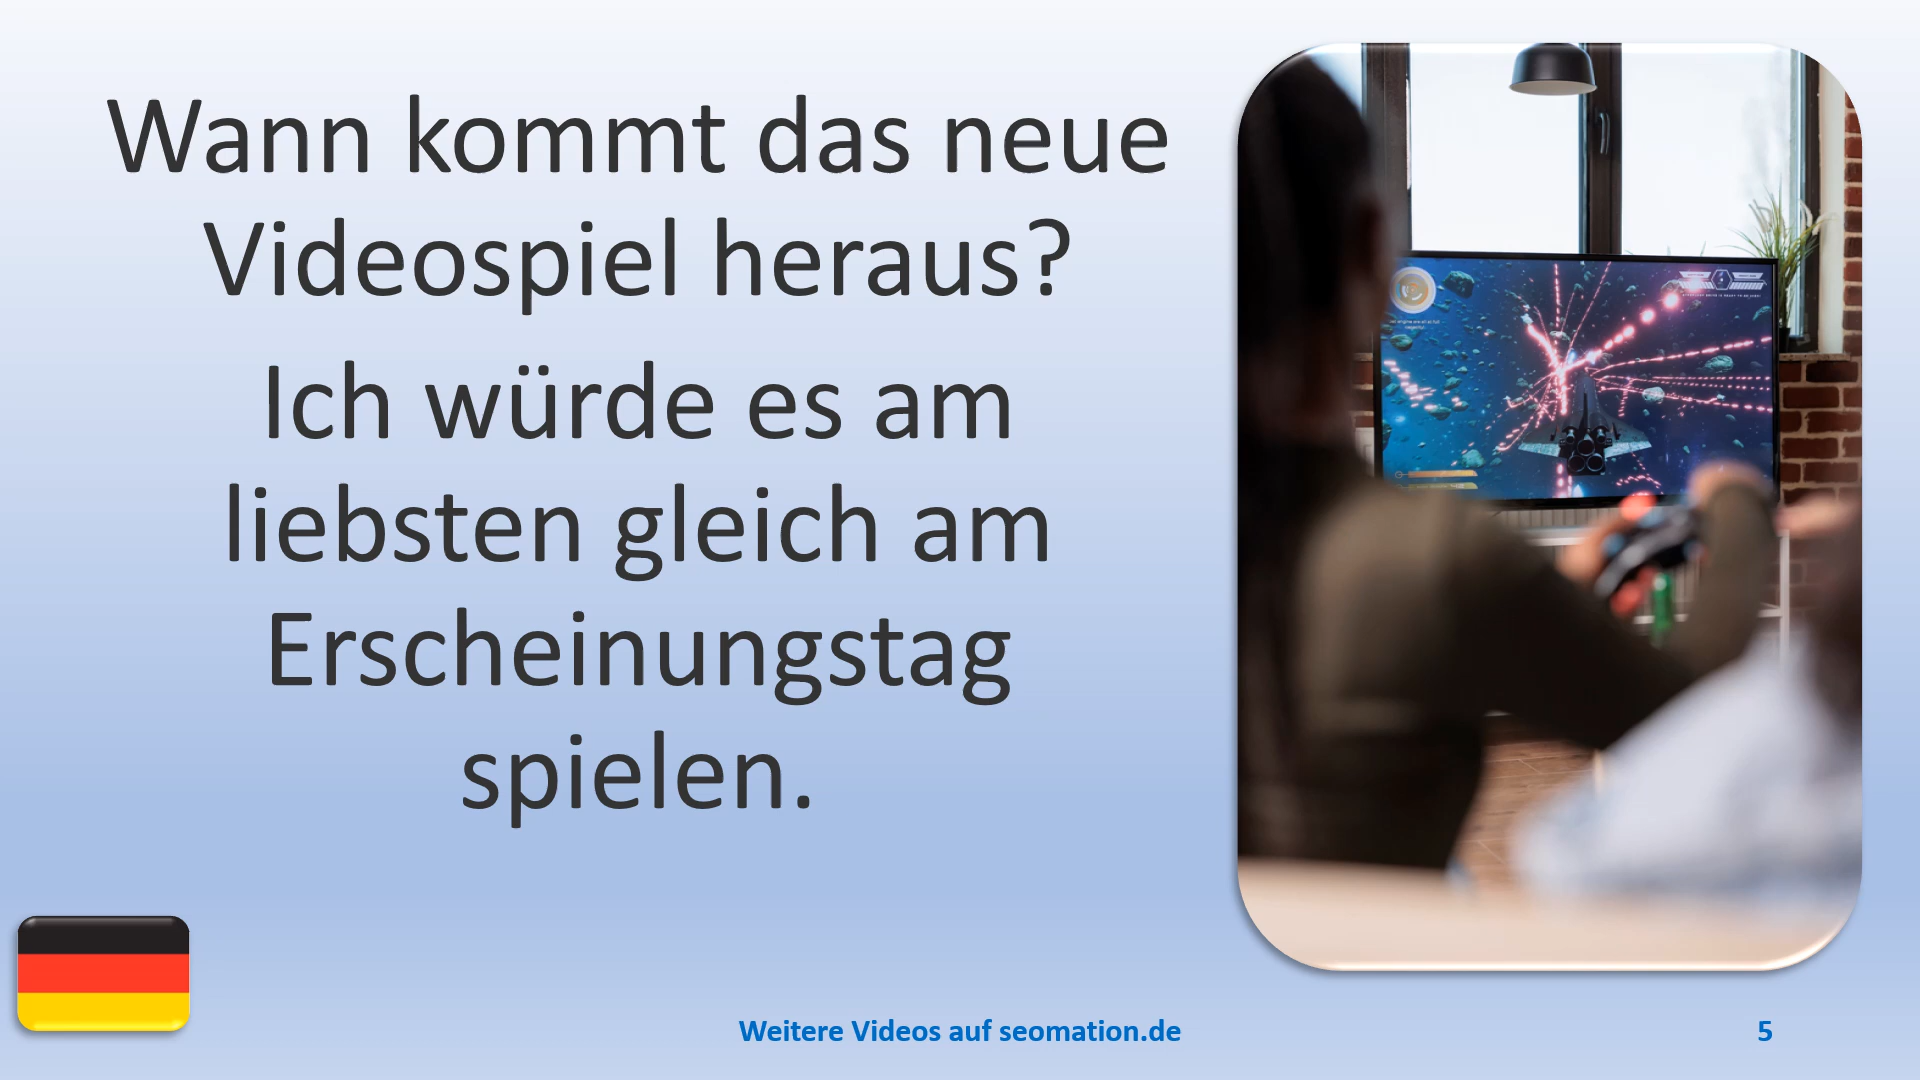 Wann kommt das neue
Videospiel heraus?
Ich würde es am
liebsten gleich am
Erscheinungstag
spielen.
Weitere Videos auf seomation.de
5